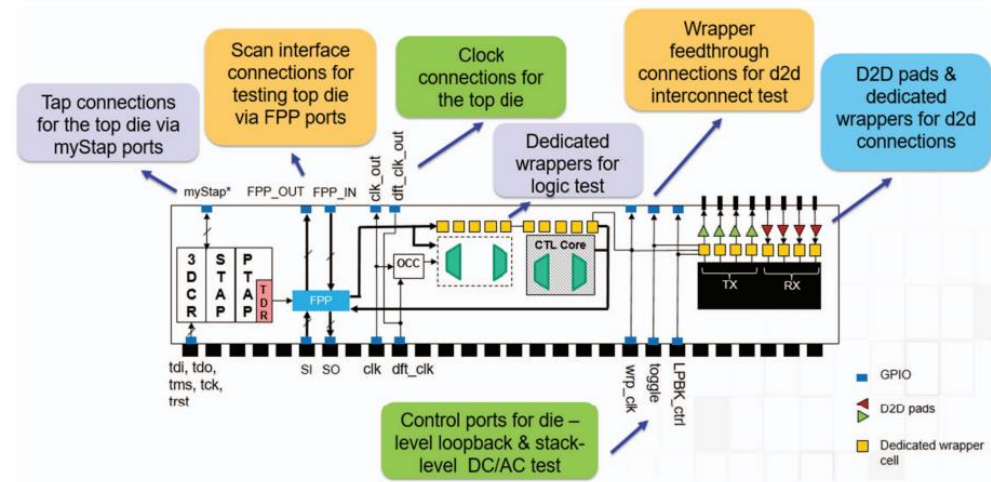 Tap connections
for the top die via
myStap ports
Scan interface
connections for
testing top die
via FPP ports
Clock
connections for
the top die
Wrapper
feedthrough
connections for d2d
interconnect test
D2D pads &
dedicated
wrappers for d2d
connections
Dedicated
wrappers for
logic test
myStap*
FPP_OUT
FPP_IN
clk_out
dft_clk_out
3DCR
STAP
PTAP
TDR
FPP
OCC
CTL Core
TX
RX
tdi, tdo,
tms, tck,
trst
SI
SO
clk
dft_clk
wrp_clk
toggle
LPBK_ctrl
Control ports for die –
level loopback & stack-
level DC/AC test
GPIO
D2D pads
Dedicated wrapper
cell